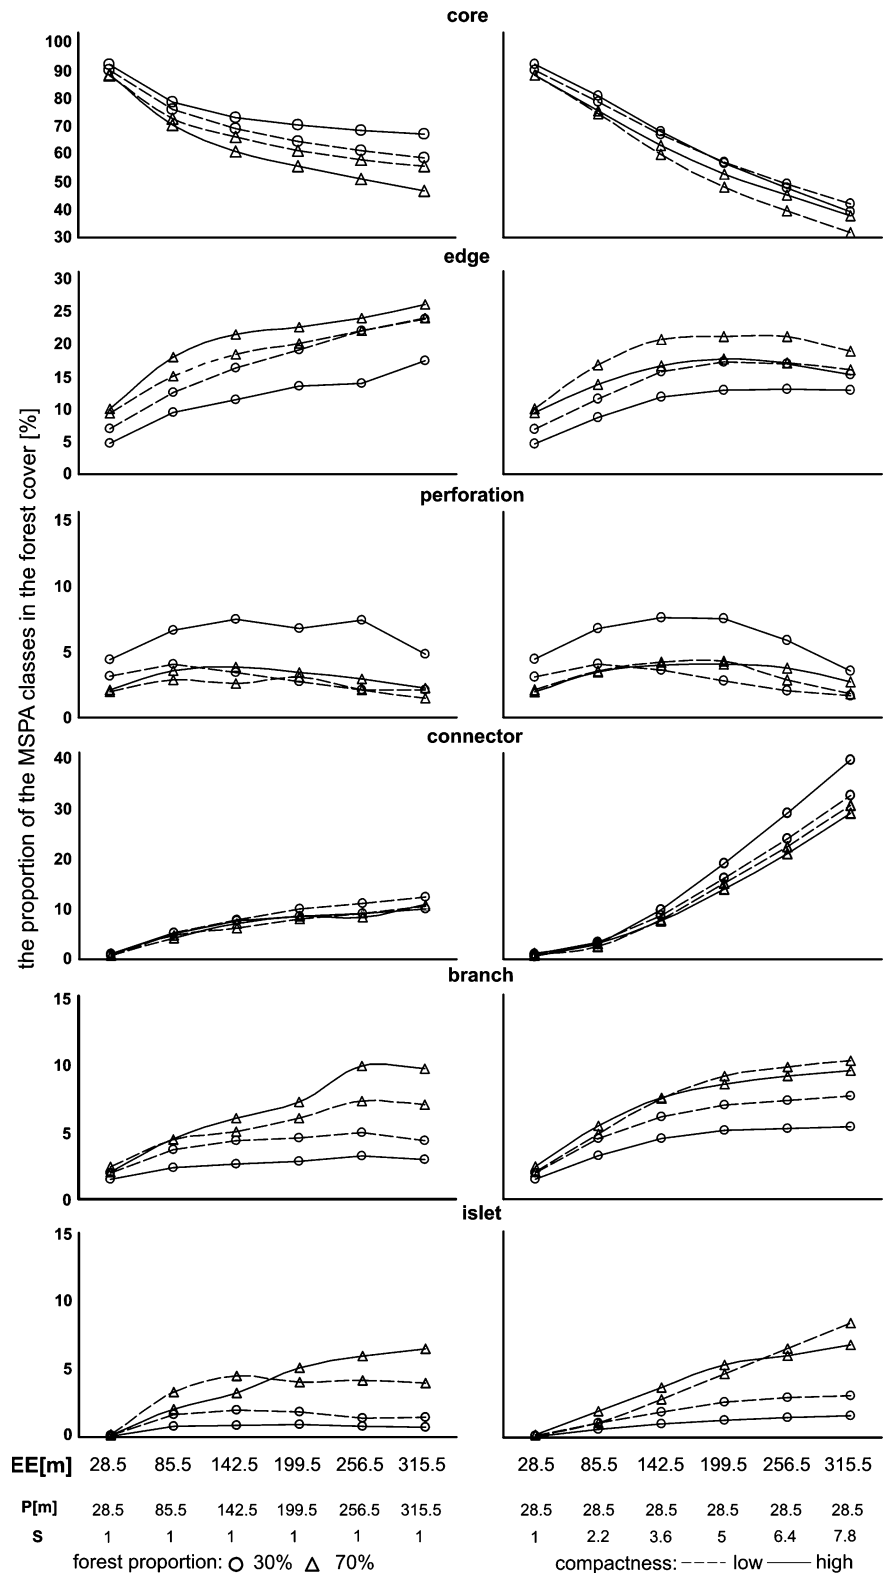 core
100
90
80
70
60
50
40
30
edge
30
25
20
15
10
5
0
perforation
15
10
5
0
connector
40
30
20
10
0
branch
15
10
5
0
islet
15
10
5
0
the proportion of the MSPA classes in the forest cover [%]
EE[m] 28.5 85.5 142.5 199.5 256.5 315.5 28.5 85.5 142.5 199.5 256.5 315.5
P[m] 28.5 85.5 142.5 199.5 256.5 315.5 28.5 28.5 28.5 28.5 28.5 28.5
S 1 1 1 1 1 1 1 2.2 3.6 5 6.4 7.8
forest proportion: 30% 70% compactness: low high